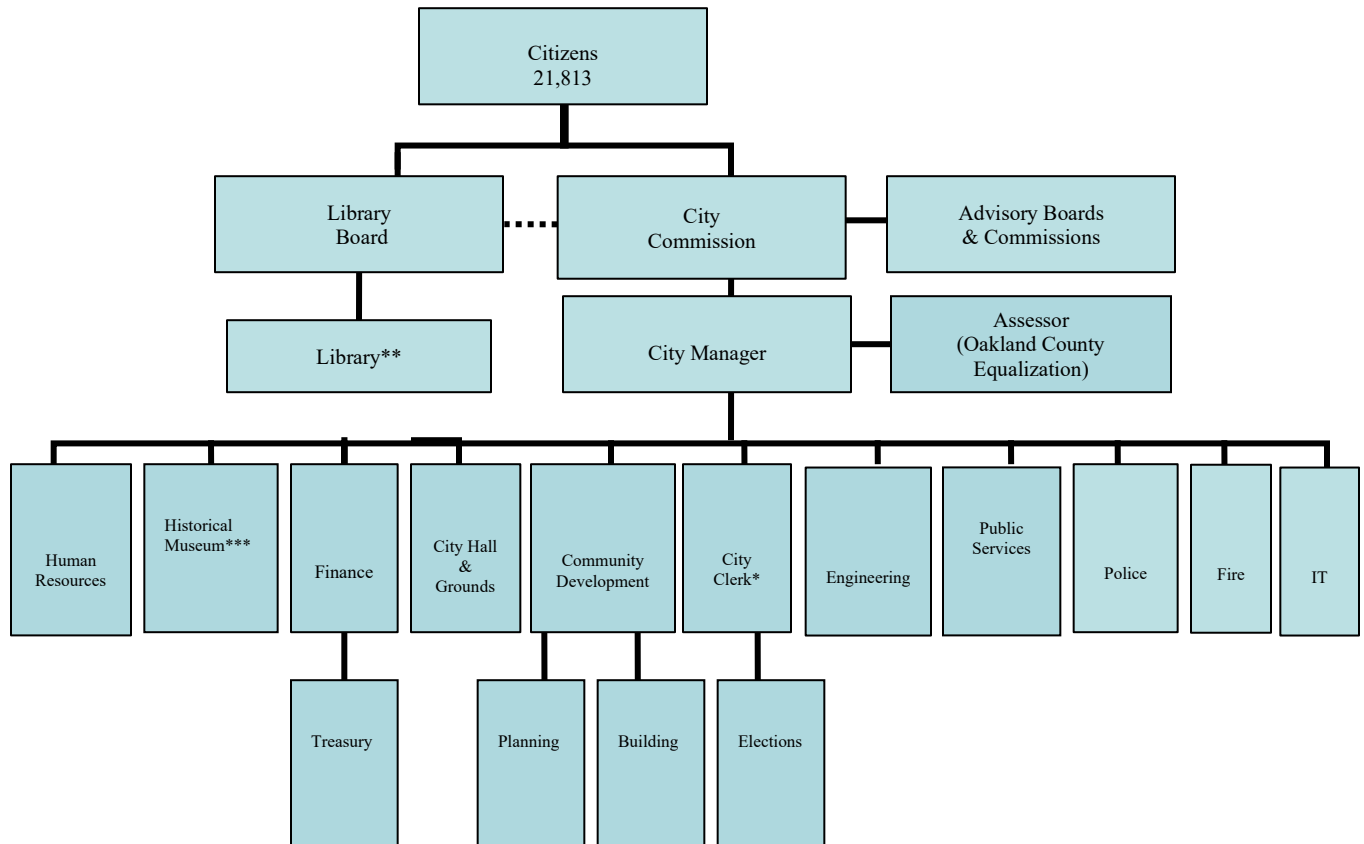 Citizens
21,813
Library
Board
City
Commission
Advisory Boards
& Commissions
Library**
City Manager
Assessor
(Oakland County
Equalization)
Human
Resources
Historical
Museum***
Finance
City Hall
&
Grounds
Community
Development
City
Clerk*
Engineering
Public
Services
Police
Fire
IT
Treasury
Planning
Building
Elections